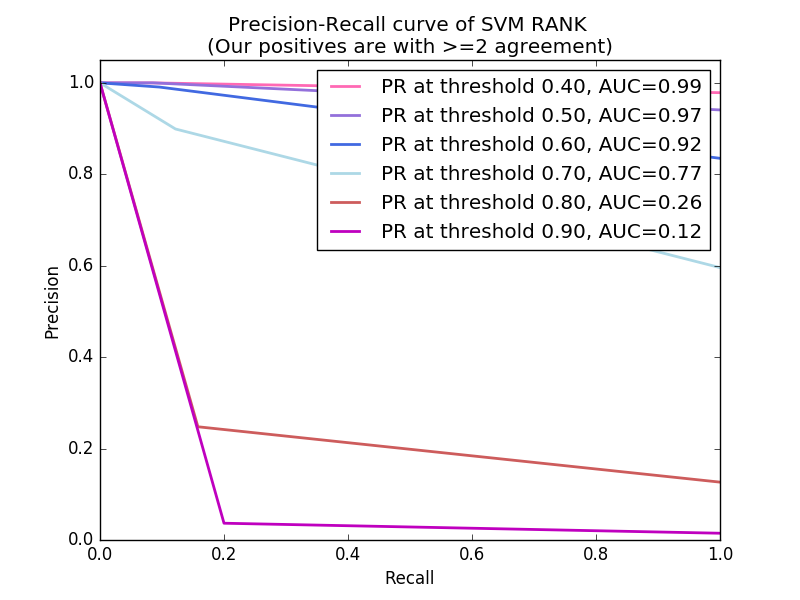 Precision-Recall curve of SVM RANK
(Our positives are with >=2 agreement)
PR at threshold 0.40, AUC=0.99
PR at threshold 0.50, AUC=0.97
PR at threshold 0.60, AUC=0.92
PR at threshold 0.70, AUC=0.77
PR at threshold 0.80, AUC=0.26
PR at threshold 0.90, AUC=0.12
Precision
1.0
0.8
0.6
0.4
0.2
0.0
0.0 0.2 0.4 0.6 0.8 1.0
Recall